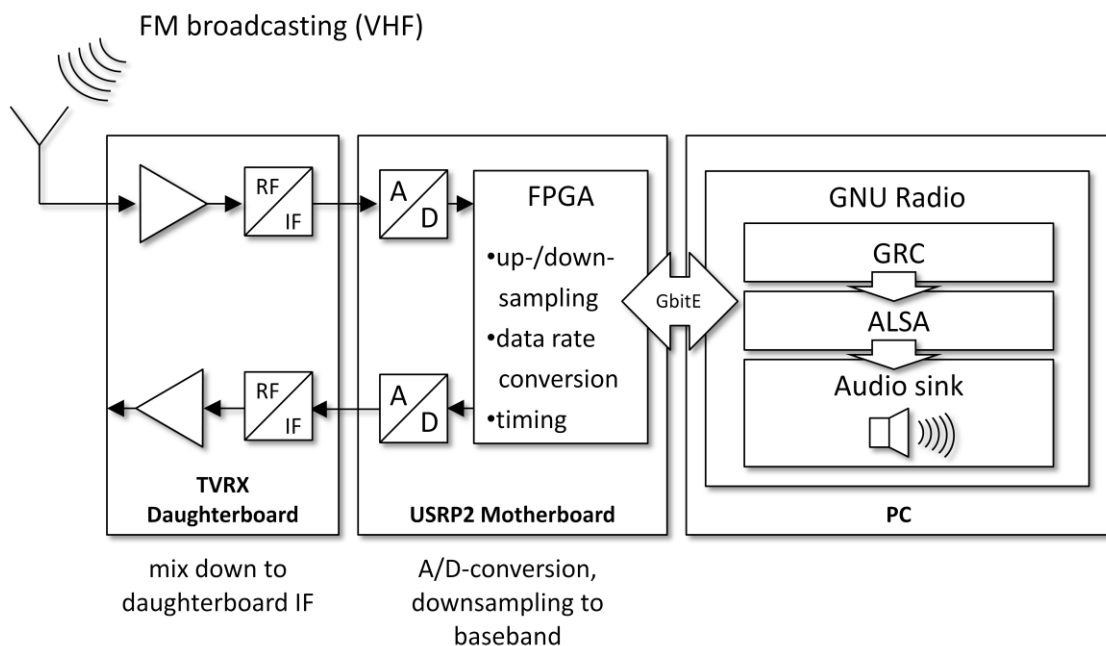 FM broadcasting (VHF)
RF
IF
A
D
FPGA
•up-/down-
sampling
•data rate
conversion
•timing
RF
IF
A
D
TVRX
Daughterboard
USRP2 Motherboard
GbitE
GNU Radio
GRC
ALSA
Audio sink
PC
mix down to
daughterboard IF
A/D-conversion,
downsampling to
baseband